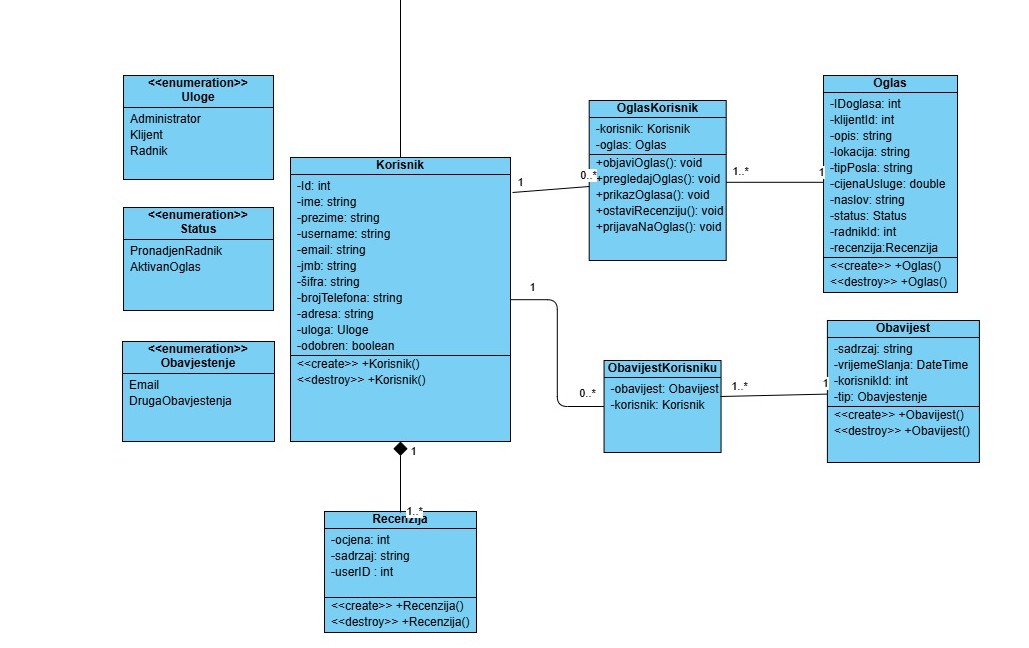 <<enumeration>>
Uloge
Administrator
Klijent
Radnik
<<enumeration>>
Status
PronadjenRadnik
AktivanOglas
<<enumeration>>
Obavjestenje
Email
DrugaObavjestenja
Korisnik
-Id: int
-ime: string
-prezime: string
-username: string
-email: string
-jmb: string
-šifra: string
-brojTelefona: string
-adresa: string
-uloga: Uloge
-odobren: boolean
<<create>> +Korisnik()
<<destroy>> +Korisnik()
1
0..*
OglasKorisnik
-korisnik: Korisnik
-oglas: Oglas
+objaviOglas(): void
+pregledajOglas(): void
+prikazOglasa(): void
+ostaviRecenziju(): void
+prijavaNaOglas(): void
1..*
1
Oglas
-IDoglasa: int
-klijentId: int
-opis: string
-lokacija: string
-tipPosla: string
-cijenaUsluge: double
-naslov: string
-status: Status
-radnikId: int
-recenzija:Recenzija
<<create>> +Oglas()
<<destroy>> +Oglas()
1
0..*
ObavijestKorisniku
-obavijest: Obavijest
-korisnik: Korisnik
1..*
1
Obavijest
-sadrzaj: string
-vrijemeSlanja: DateTime
-korisnikId: int
-tip: Obavjestenje
<<create>> +Obavijest()
<<destroy>> +Obavijest()
1
1..*
Recenzija
-ocjena: int
-sadrzaj: string
-userID : int
<<create>> +Recenzija()
<<destroy>> +Recenzija()